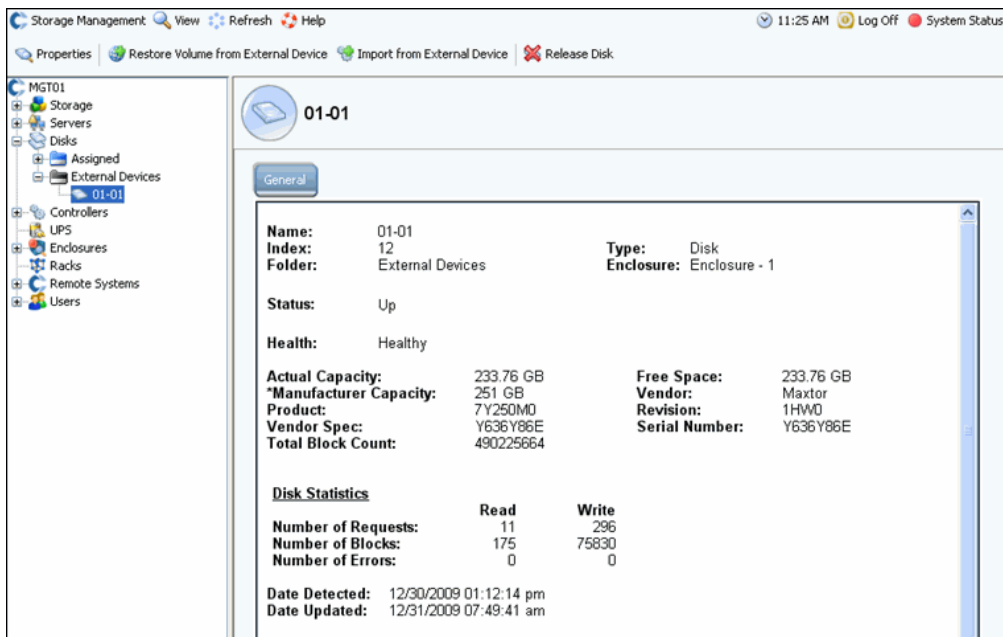 Storage Management View Refresh Help 11:25 AM Log Off System Status
Properties Restore Volume from External Device Import from External Device Release Disk
MGT01
Storage
Servers
Disks
Assigned
External Devices
01-01
Controllers
UPS
Enclosures
Racks
Remote Systems
Users
01-01
General
Name: 01-01
Index: 12 Type: Disk
Folder: External Devices Enclosure: Enclosure - 1
Status: Up
Health: Healthy
Actual Capacity: 233.76 GB Free Space: 233.76 GB
*Manufacturer Capacity: 251 GB Vendor: Maxtor
Product: 7Y250M0 Revision: 1HW0
Vendor Spec: Y636Y86E Serial Number: Y636Y86E
Total Block Count: 490225664
Disk Statistics
Read Write
Number of Requests: 11 296
Number of Blocks: 175 75830
Number of Errors: 0 0
Date Detected: 12/30/2009 01:12:14 pm
Date Updated: 12/31/2009 07:49:41 am